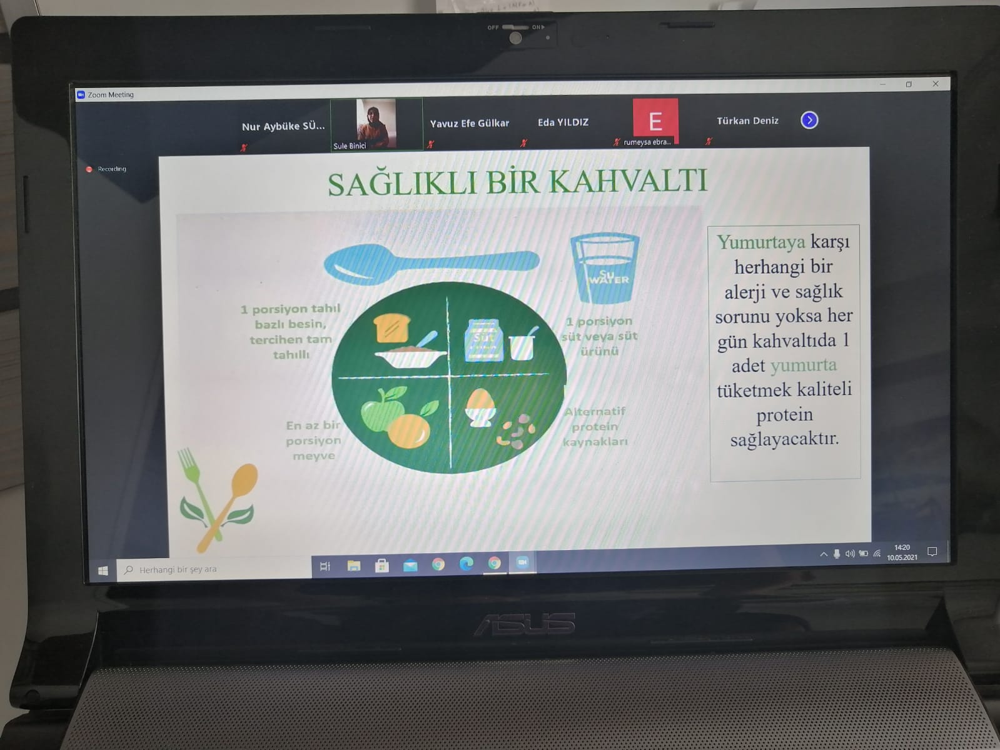 OFF ON
Zoom Meeting
Nur Aybüke SÜ...
Sule Binici
Yavuz Efe Gülkar
Eda YILDIZ
E
rumeysa ebra...
Türkan Deniz
Recording
SAĞLIKLI BİR KAHVALTI
SU
WATER
1 porsiyon tahıl
bazlı besin,
tercihen tam
tahıllı
Süt
1 porsiyon
süt veya süt
ürünü
En az bir
porsiyon
meyve
Alternatif
protein
kaynakları
Yumurtaya karşı
herhangi bir
alerji ve sağlık
sorunu yoksa her
gün kahvaltıda 1
adet yumurta
tüketmek kaliteli
protein
sağlayacaktır.
Herhangi bir şey ara
14:20
10.05.2021
ASUS